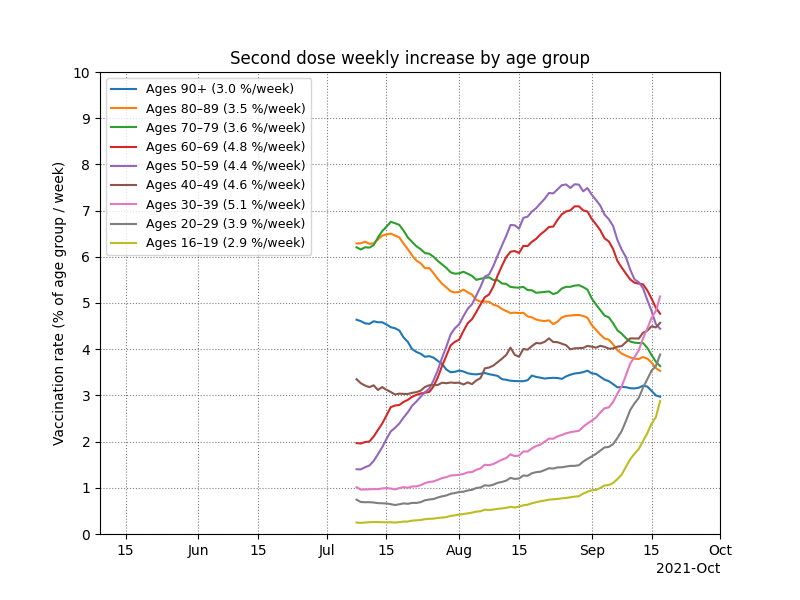 Second dose weekly increase by age group
Vaccination rate (% of age group / week)
10
9
8
7
6
5
4
3
2
1
0
Ages 90+ (3.0 %/week)
Ages 80–89 (3.5 %/week)
Ages 70–79 (3.6 %/week)
Ages 60–69 (4.8 %/week)
Ages 50–59 (4.4 %/week)
Ages 40–49 (4.6 %/week)
Ages 30–39 (5.1 %/week)
Ages 20–29 (3.9 %/week)
Ages 16–19 (2.9 %/week)
15 Jun 15 Jul 15 Aug 15 Sep 15 Oct
2021-Oct